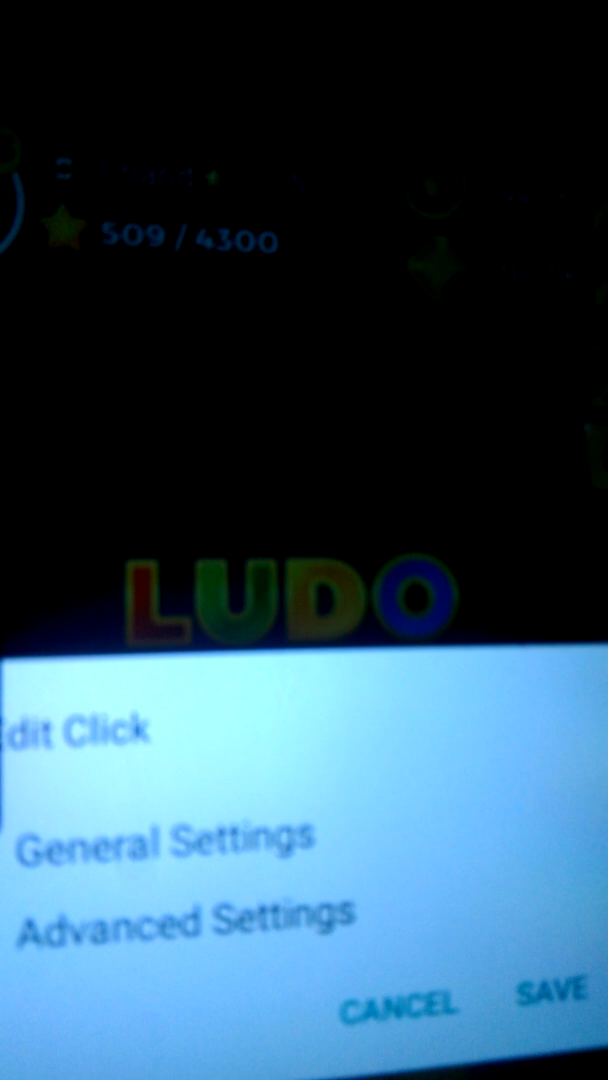 509 / 4300
LUDO
dit Click
General Settings
Advanced Settings
CANCEL SAVE